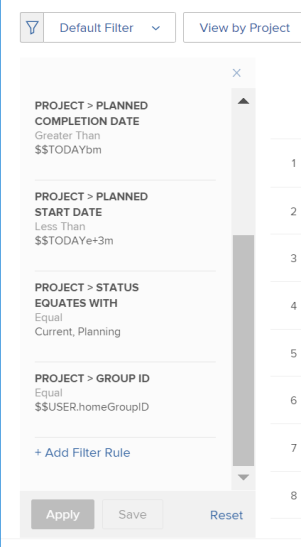 Default Filter
View by Project
×
PROJECT > PLANNED
COMPLETION DATE
Greater Than
$$TODAYbm
PROJECT > PLANNED
START DATE
Less Than
$$TODAYe+3m
PROJECT > STATUS
EQUATES WITH
Equal
Current, Planning
PROJECT > GROUP ID
Equal
$$USER.homeGroupID
+ Add Filter Rule
Apply
Save
Reset
1
2
3
4
5
6
7
8